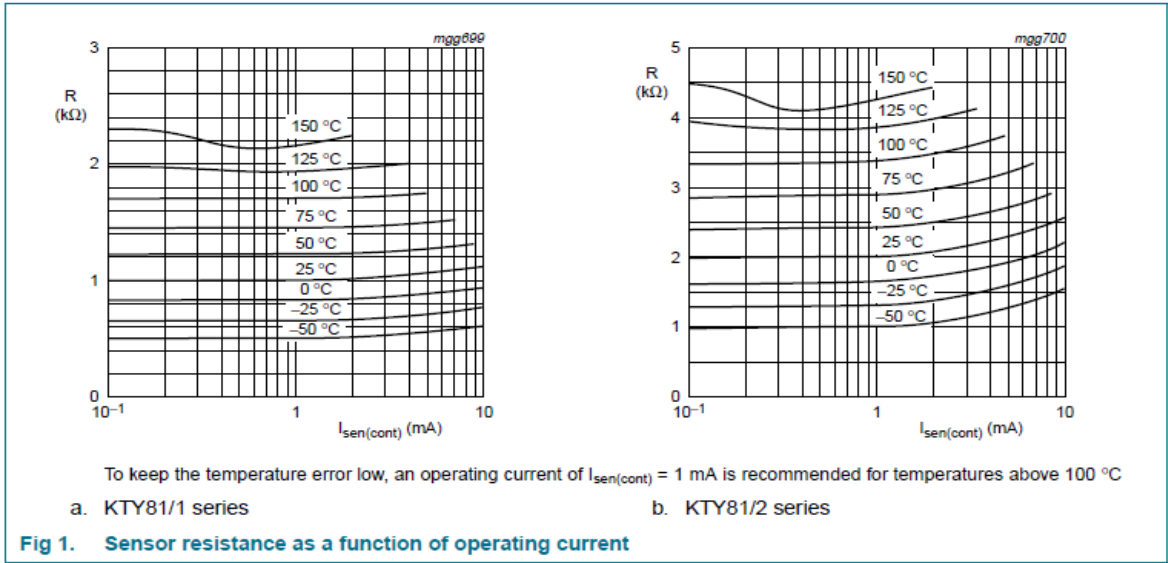 mgg699
3
R
(kΩ)
150 °C
125 °C
2
100 °C
75 °C
50 °C
25 °C
1
0 °C
–25 °C
–50 °C
0
10–1
1
10
Isen(cont) (mA)
mgg700
5
R
(kΩ)
150 °C
4
125 °C
100 °C
3
75 °C
50 °C
25 °C
2
0 °C
–25 °C
1
–50 °C
0
10–1
1
10
Isen(cont) (mA)
To keep the temperature error low, an operating current of Isen(cont) = 1 mA is recommended for temperatures above 100 °C
a. KTY81/1 series
b. KTY81/2 series
Fig 1. Sensor resistance as a function of operating current